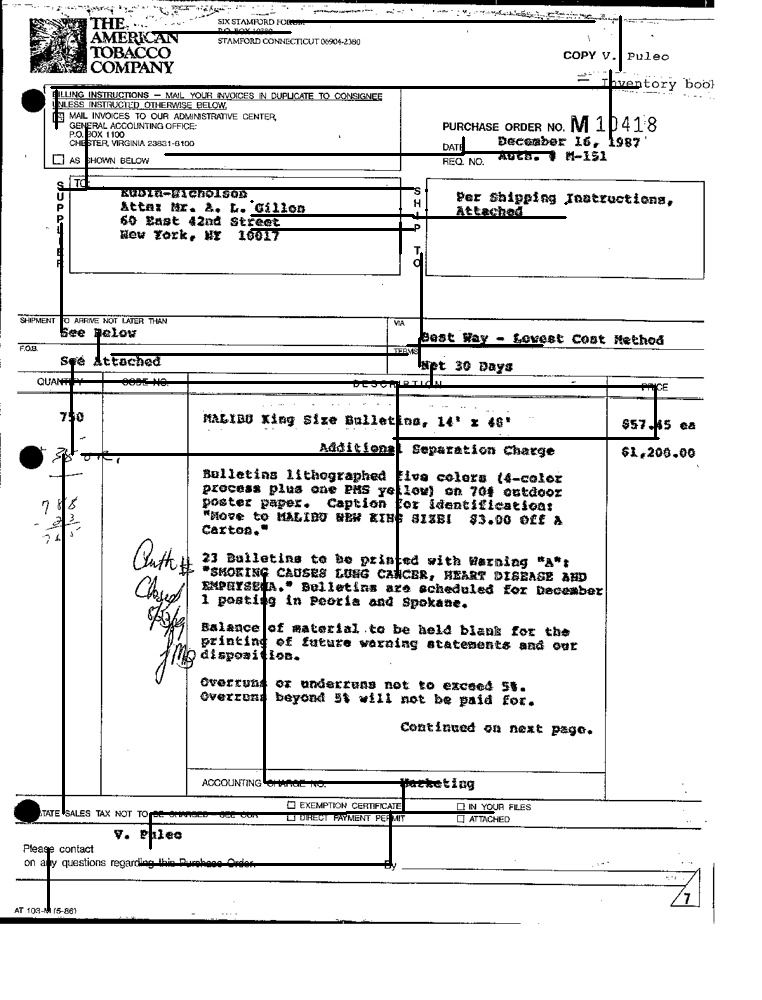 THE
AMERICAN
TOBACCO
COMPANY
SIX STAMFORD FORUM
P.O. BOX 10380
STAMFORD CONNECTICUT 06904-2380
COPY V. Puleo
Inventory book
BILLING INSTRUCTIONS — MAIL YOUR INVOICES IN DUPLICATE TO CONSIGNEE
UNLESS INSTRUCTED OTHERWISE BELOW.
MAIL INVOICES TO OUR ADMINISTRATIVE CENTER,
GENERAL ACCOUNTING OFFICE:
P.O. BOX 1100
CHESTER, VIRGINIA 23831-8100
AS SHOWN BELOW
PURCHASE ORDER NO. M 10418
DATE December 16, 1987
REQ. NO. Auth. # M-151
SUPPLIER
TO:
Rubin-Nicholson
Attn: Mr. A. L. Gillon
60 East 42nd Street
New York, NY 10017
SHIP TO
Per Shipping Instructions,
Attached
SHIPMENT TO ARRIVE NOT LATER THAN
See Below
VIA
Best Way - Lowest Cost Method
F.O.B.
See Attached
TERMS
Net 30 Days
QUANTITY CODE NO. DESCRIPTION PRICE
750 MALIBU King Size Bulletins, 14' x 48' $57.45 ea
Additional Separation Charge $1,200.00
Bulletins lithographed five colors (4-color
process plus one PMS yellow) on 70# outdoor
poster paper. Caption for identification:
"Move to MALIBU NEW KING SIZE! $3.00 Off A
Carton."
788
- 23
765
23 Bulletins to be printed with Warning "A":
"SMOKING CAUSES LUNG CANCER, HEART DISEASE AND
EMPHYSEMA." Bulletins are scheduled for December
1 posting in Peoria and Spokane.
Auth #
Closed
Balance of material to be held blank for the
printing of future warning statements and our
disposition.
Overruns or underruns not to exceed 5%.
Overruns beyond 5% will not be paid for.
Continued on next page.
ACCOUNTING CHARGE NO. Marketing
STATE SALES TAX NOT TO BE CHARGED - SEE OUR
EXEMPTION CERTIFICATE
DIRECT PAYMENT PERMIT
IN YOUR FILES
ATTACHED
V. Puleo
Please contact
on any questions regarding this Purchase Order.
By
7
AT 103-M (5-86)